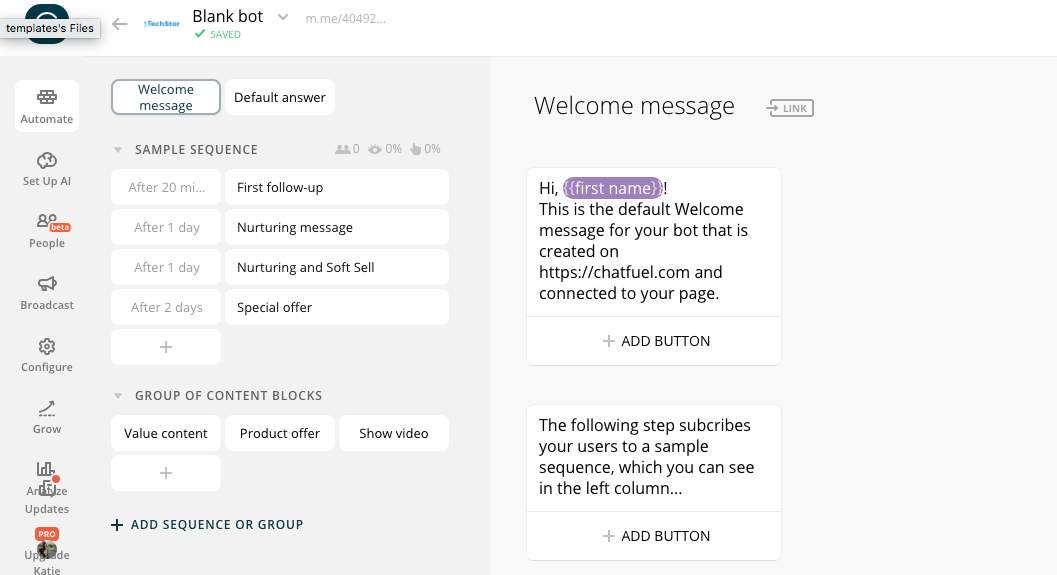 templates's Files
TechStar
Blank bot
m.me/40492...
SAVED
Automate
Set Up AI
beta
People
Broadcast
Configure
Grow
Analyze
Updates
PRO
Upgrade
Katie
Welcome
message
Default answer
SAMPLE SEQUENCE
0
0%
0%
After 20 mi...
First follow-up
After 1 day
Nurturing message
After 1 day
Nurturing and Soft Sell
After 2 days
Special offer
GROUP OF CONTENT BLOCKS
Value content
Product offer
Show video
+ ADD SEQUENCE OR GROUP
Welcome message
LINK
Hi, {{first name}}!
This is the default Welcome
message for your bot that is
created on
https://chatfuel.com and
connected to your page.
+ ADD BUTTON
The following step subcribes
your users to a sample
sequence, which you can see
in the left column...
+ ADD BUTTON